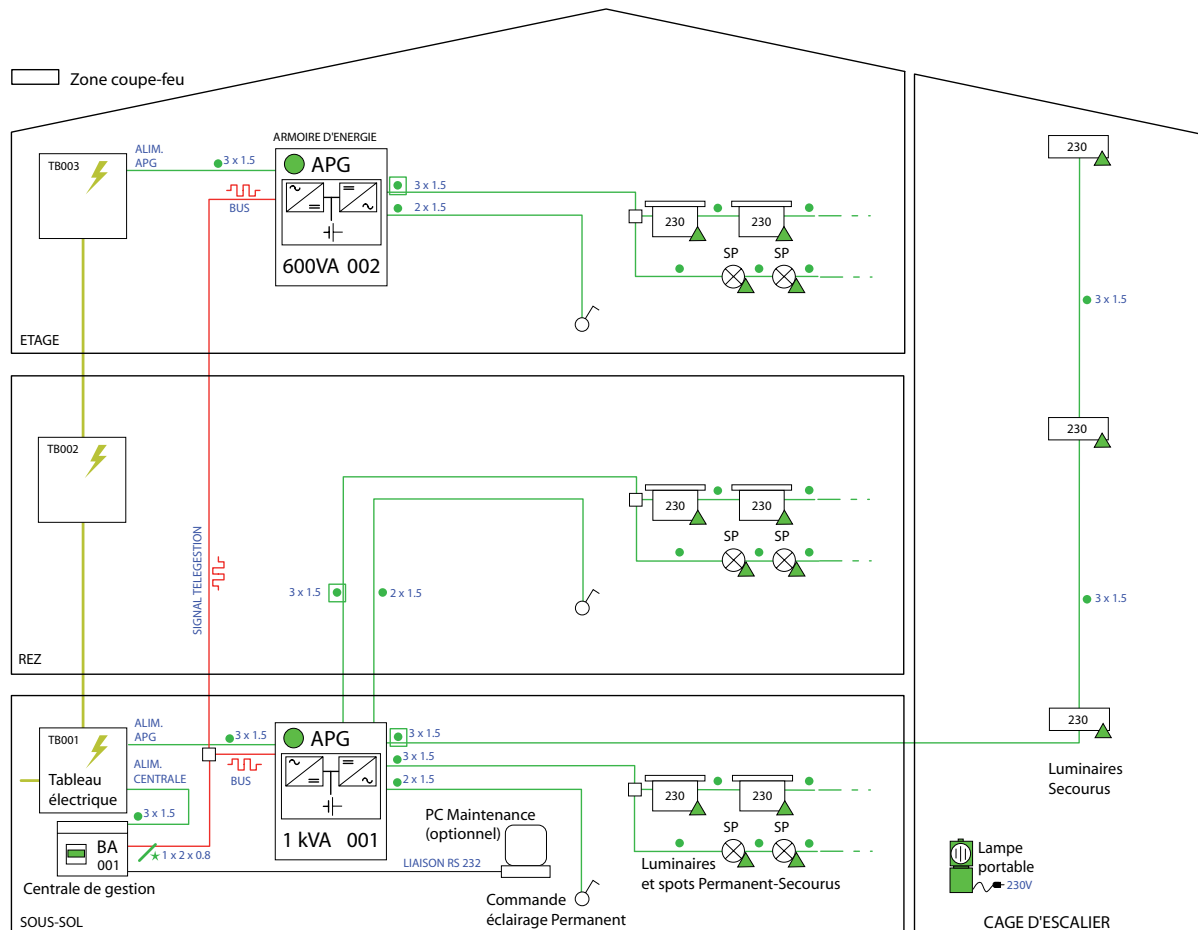 Zone coupe-feu
ARMOIRE D'ENERGIE
TB003
ALIM.
APG
3 x 1.5
APG
3 x 1.5
2 x 1.5
BUS
600VA 002
230
230
SP
SP
230
3 x 1.5
ETAGE
TB002
SIGNAL TELEGESTION
3 x 1.5
2 x 1.5
230
230
SP
SP
230
3 x 1.5
REZ
TB001
Tableau
électrique
ALIM.
APG
3 x 1.5
ALIM.
CENTRALE
BUS
3 x 1.5
APG
1 kVA 001
3 x 1.5
3 x 1.5
2 x 1.5
230
230
SP
SP
230
Luminaires
Secourus
BA
001
1 x 2 x 0.8
Centrale de gestion
PC Maintenance
(optionnel)
LIAISON RS 232
Commande
éclairage Permanent
Luminaires
et spots Permanent-Secourus
Lampe
portable
230V
SOUS-SOL
CAGE D'ESCALIER